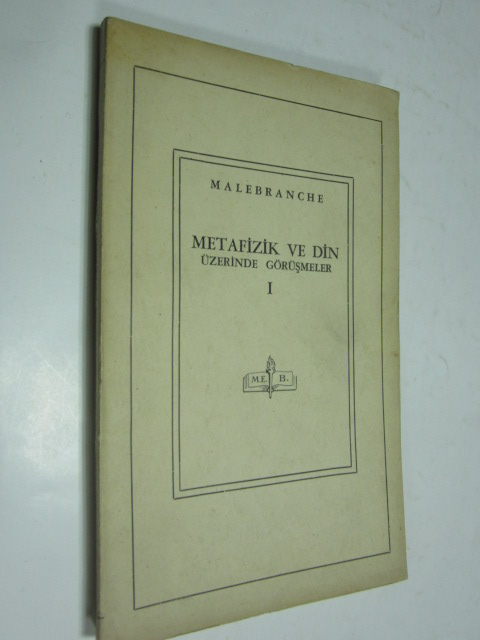 MALEBRANCHE
METAFİZİK VE DİN
ÜZERİNDE GÖRÜŞMELER
I
M.E. B.